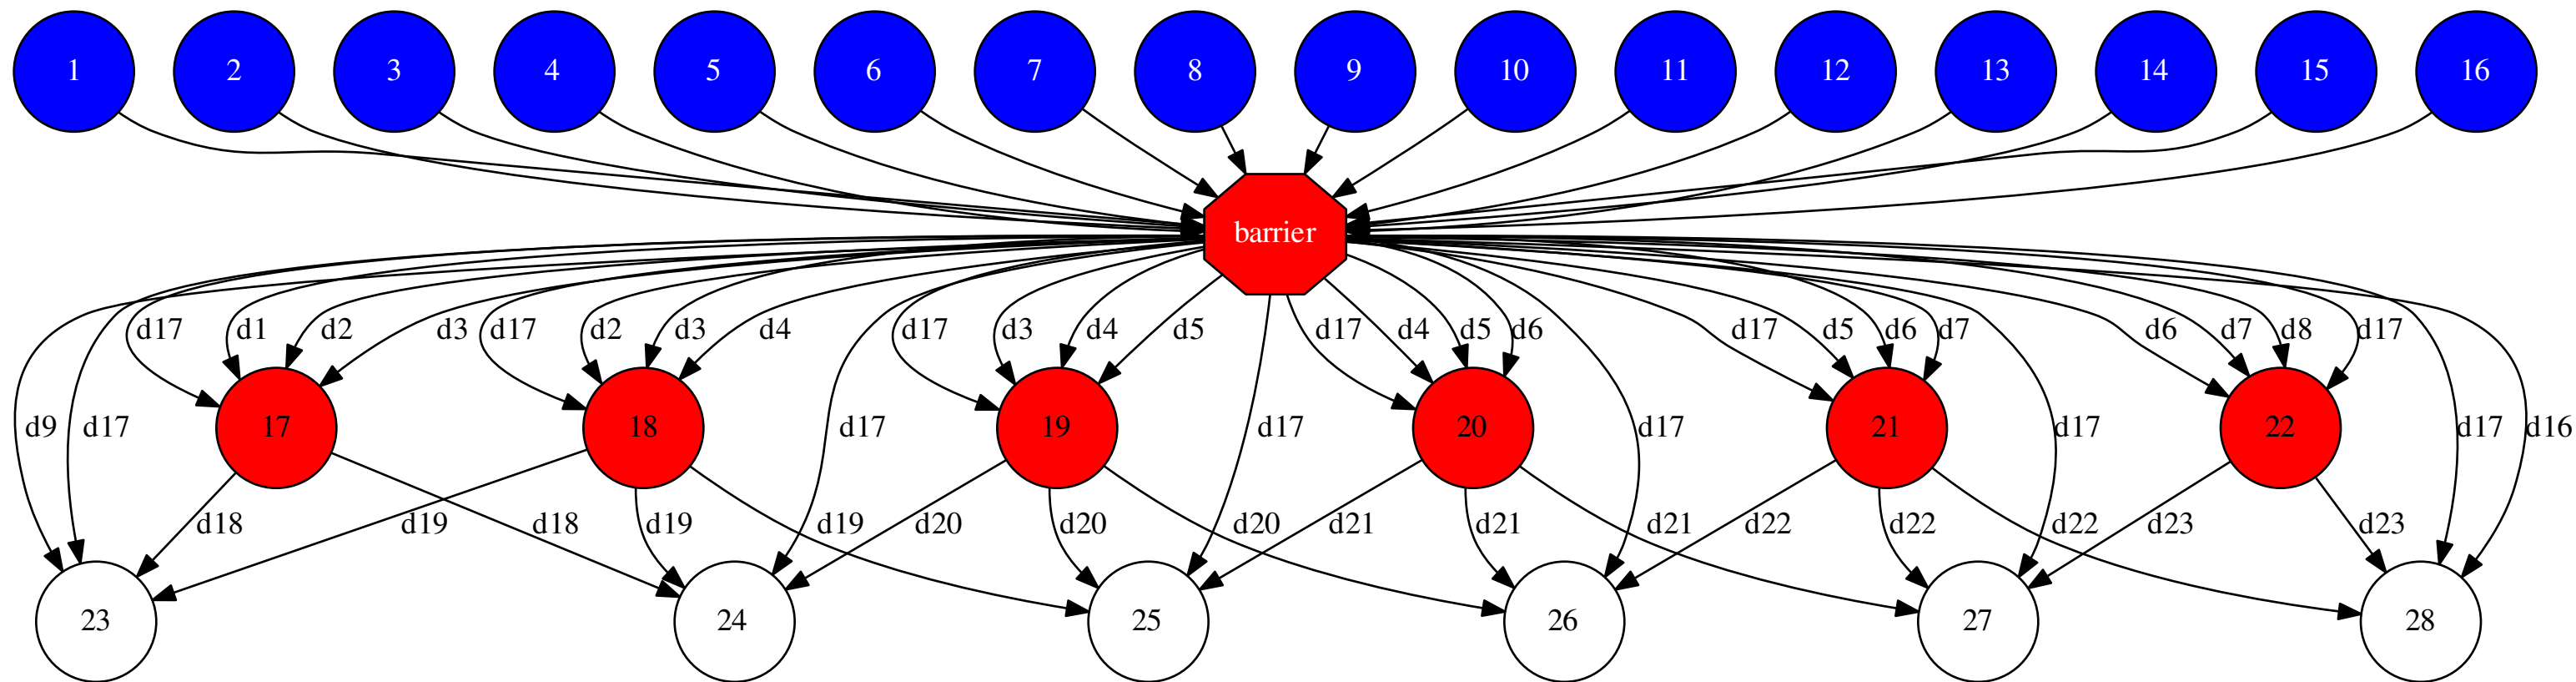 1 2 3 4 5 6 7 8 9 10 11 12 13 14 15 16
barrier
d17 d1 d2 d3 d17 d2 d3 d4 d17 d3 d4 d5 d17 d4 d5 d6 d17 d5 d6 d7 d6 d7 d8 d17
d9 d17 17 18 d17 19 d17 20 d17 21 d17 22 d17 d16
d18 d19 d18 d19 d19 d20 d20 d20 d21 d21 d21 d22 d22 d22 d23 d23
23 24 25 26 27 28